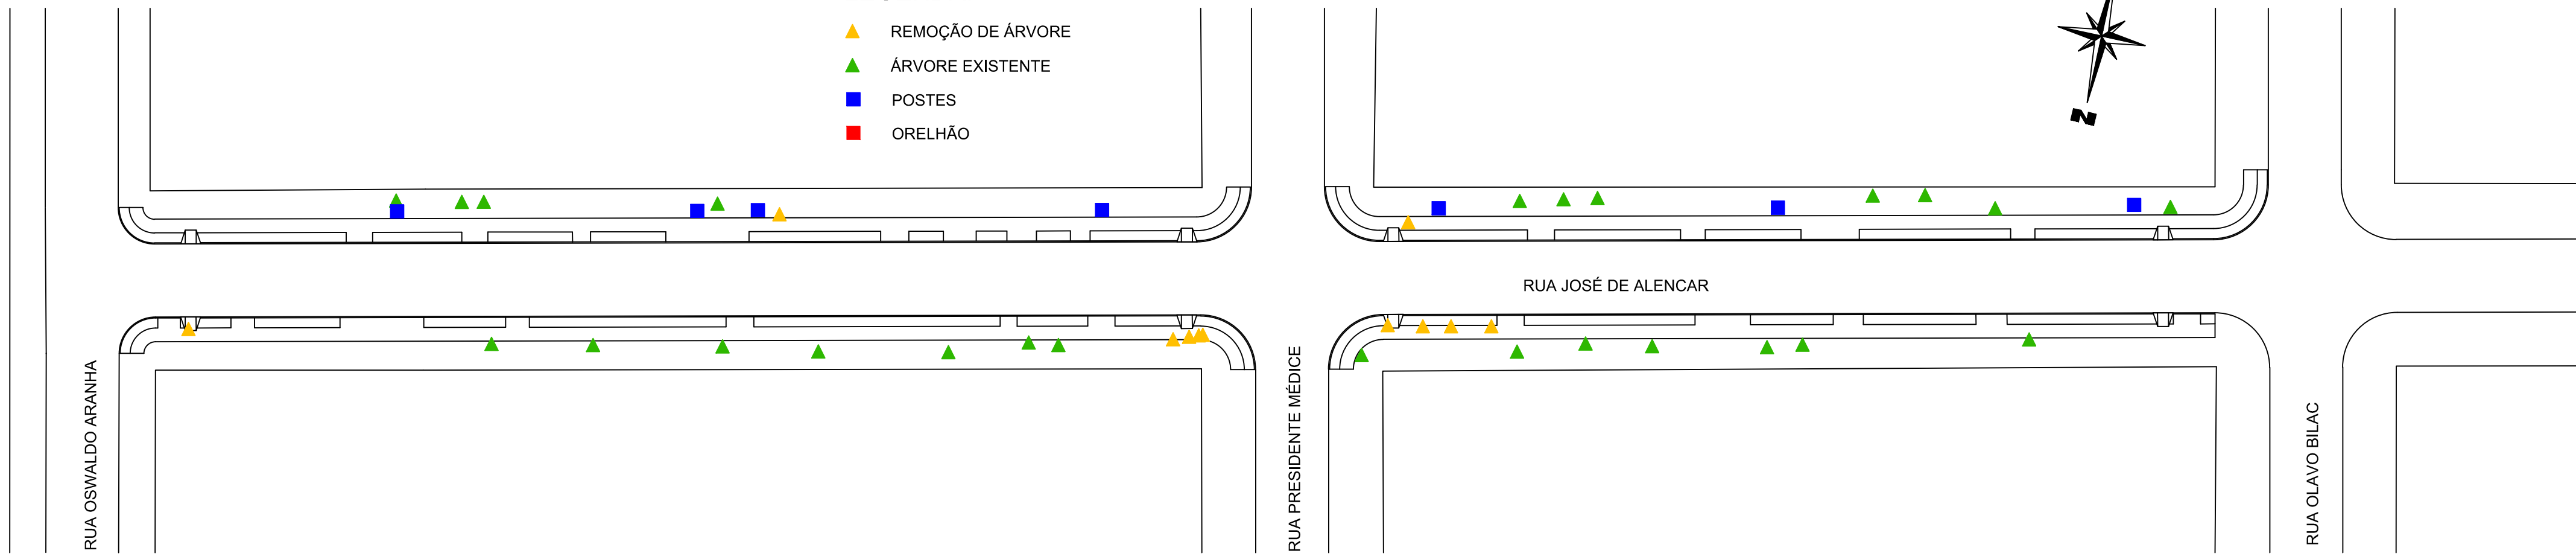 REMOÇÃO DE ÁRVORE
ÁRVORE EXISTENTE
POSTES
ORELHÃO
N
RUA JOSÉ DE ALENCAR
RUA OSWALDO ARANHA
RUA PRESIDENTE MÉDICE
RUA OLAVO BILAC